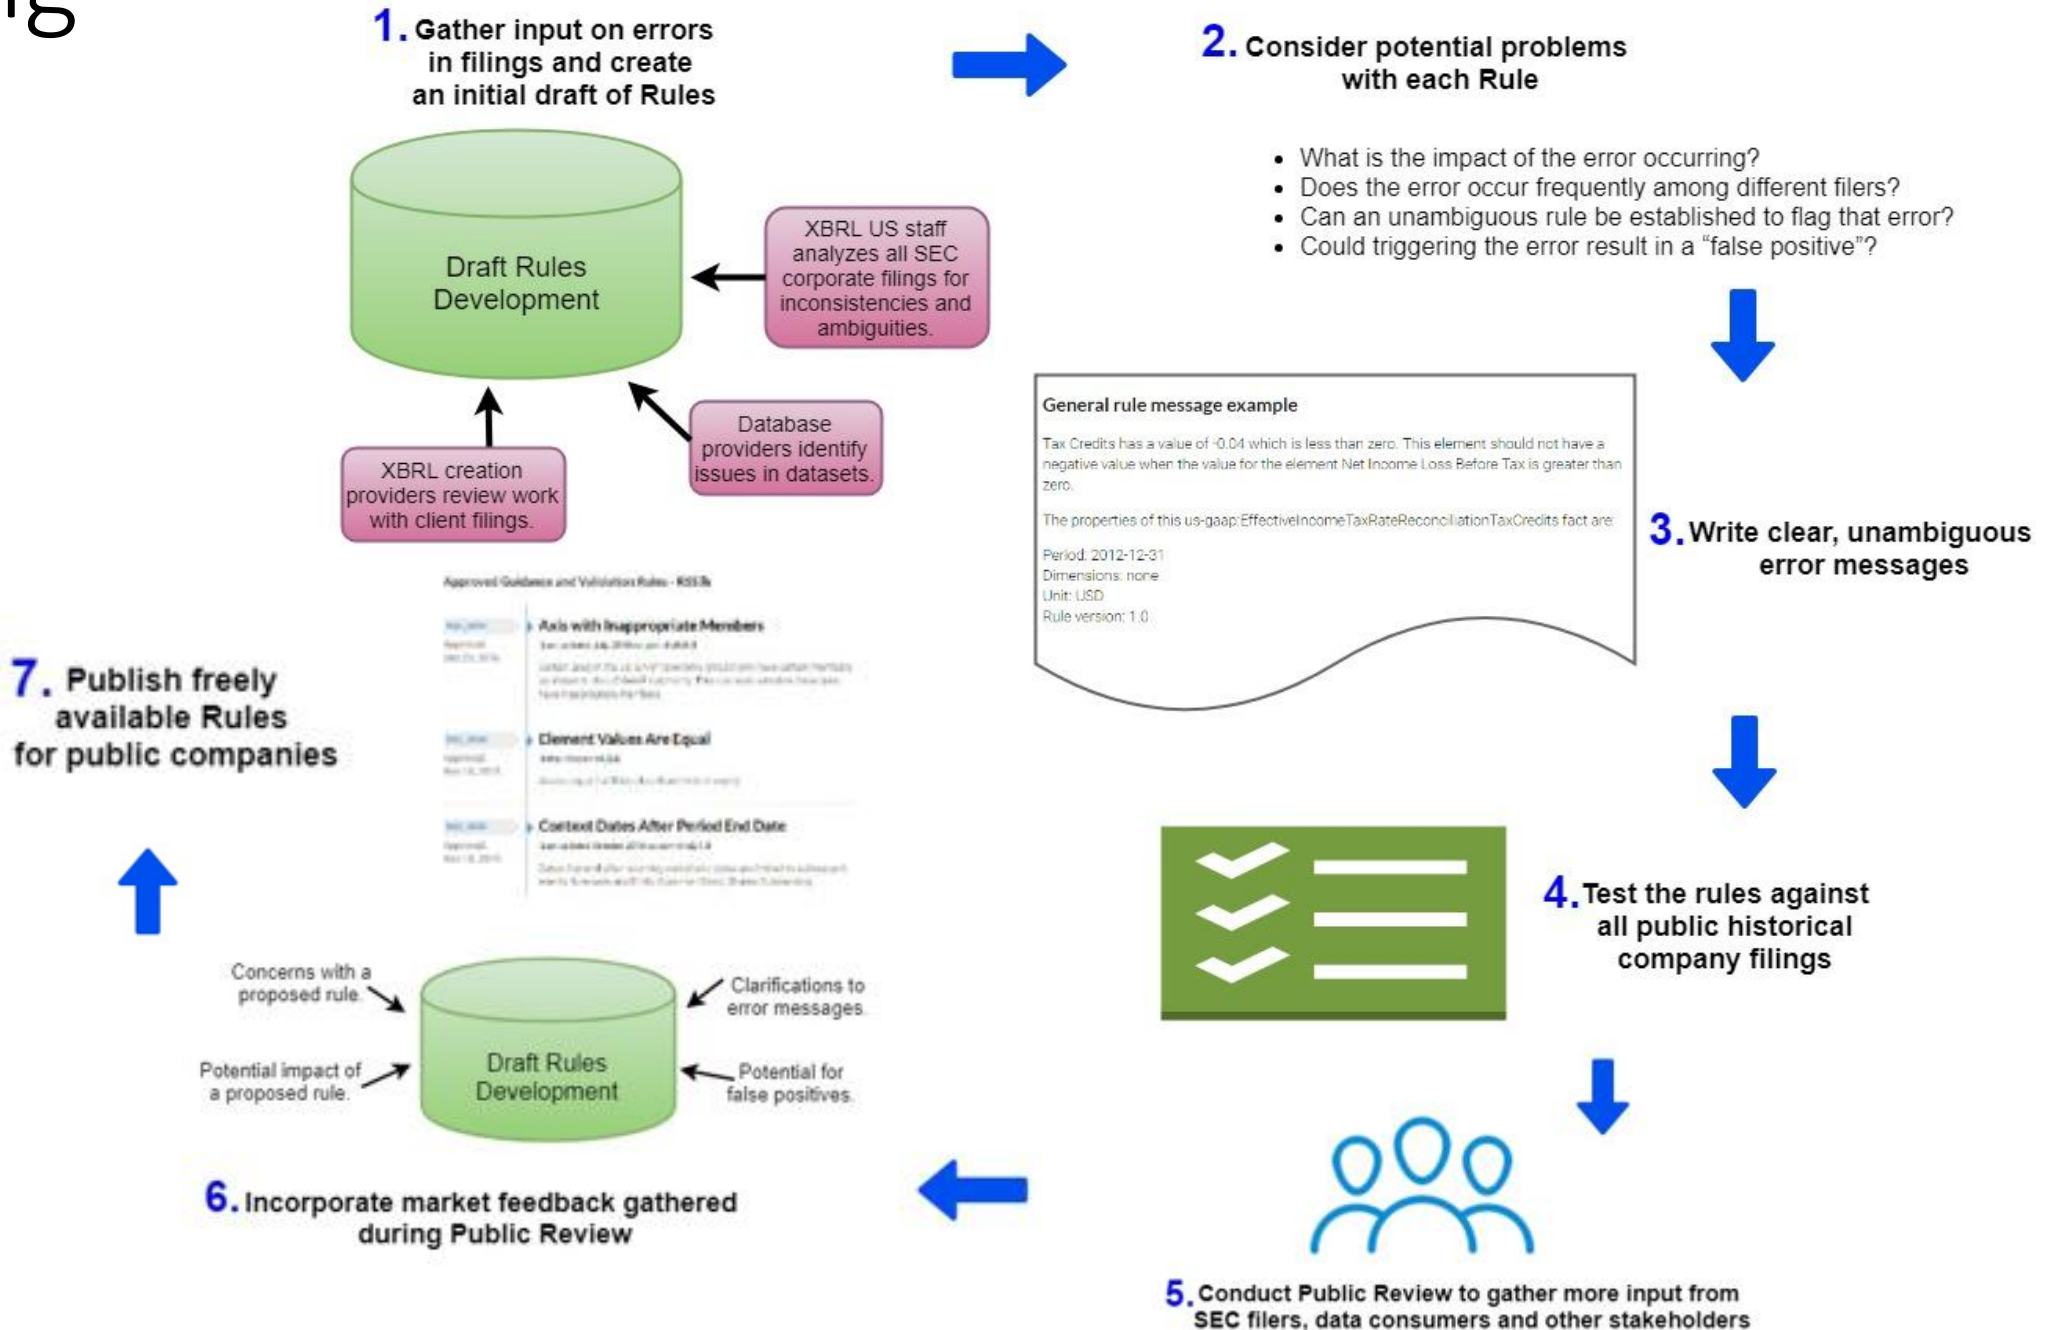 g
1. Gather input on errors
in filings and create
an initial draft of Rules
Draft Rules
Development
XBRL US staff
analyzes all SEC
corporate filings for
inconsistencies and
ambiguities.
Database
providers identify
issues in datasets.
XBRL creation
providers review work
with client filings.
2. Consider potential problems
with each Rule
• What is the impact of the error occurring?
• Does the error occur frequently among different filers?
• Can an unambiguous rule be established to flag that error?
• Could triggering the error result in a “false positive”?
General rule message example
Tax Credits has a value of -0.04 which is less than zero. This element should not have a
negative value when the value for the element Net Income Loss Before Tax is greater than
zero.
The properties of this us-gaap:EffectiveIncomeTaxRateReconciliationTaxCredits fact are:
Period: 2012-12-31
Dimensions: none
Unit: USD
Rule version: 1.0
3. Write clear, unambiguous
error messages
4. Test the rules against
all public historical
company filings
5. Conduct Public Review to gather more input from
SEC filers, data consumers and other stakeholders
Concerns with a
proposed rule.
Potential impact of
a proposed rule.
Draft Rules
Development
Clarifications to
error messages.
Potential for
false positives.
6. Incorporate market feedback gathered
during Public Review
7. Publish freely
available Rules
for public companies
Approved Guidance and Validation Rules -
Axis with Inappropriate Members
Element Values Are Equal
Context Dates After Period End Date